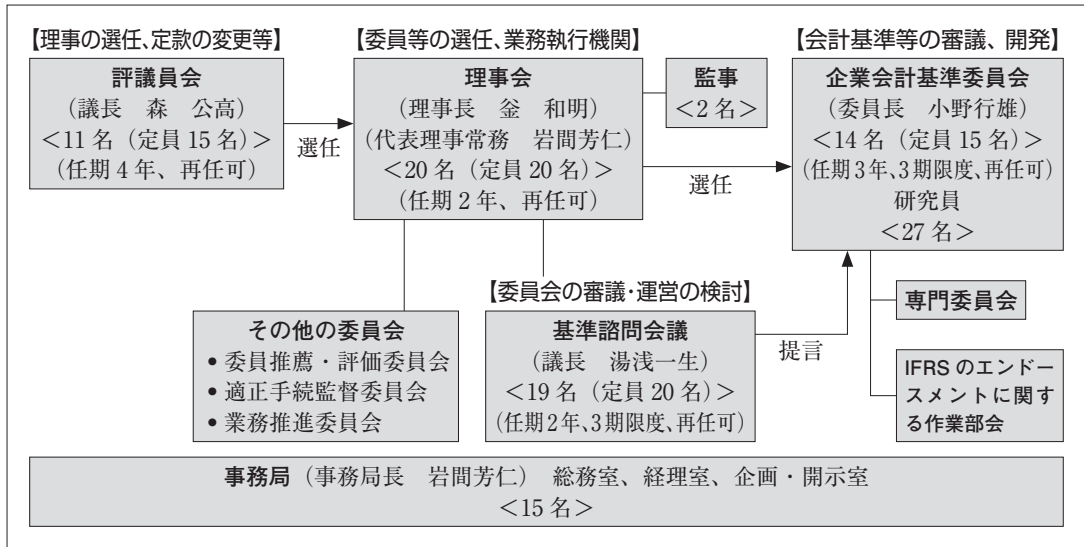 【理事の選任、定款の変更等】
評議員会
(議長 森 公高)
<11名(定員15名)>
(任期4年、再任可)
選任
【委員等の選任、業務執行機関】
理事会
(理事長 釡 和明)
(代表理事常務 岩間芳仁)
<20名(定員20名)>
(任期2年、再任可)
監事
<2名>
選任
【会計基準等の審議、開発】
企業会計基準委員会
(委員長 小野行雄)
<14名(定員15名)>
(任期3年、3期限度、再任可)
研究員
<27名>
専門委員会
IFRSのエンドー
スメントに関す
る作業部会
その他の委員会
• 委員推薦・評価委員会
• 適正手続監督委員会
• 業務推進委員会
【委員会の審議・運営の検討】
基準諮問会議
(議長 湯浅一生)
<19名(定員20名)>
(任期2年、3期限度、再任可)
提言
事務局(事務局長 岩間芳仁) 総務室、経理室、企画・開示室
<15名>